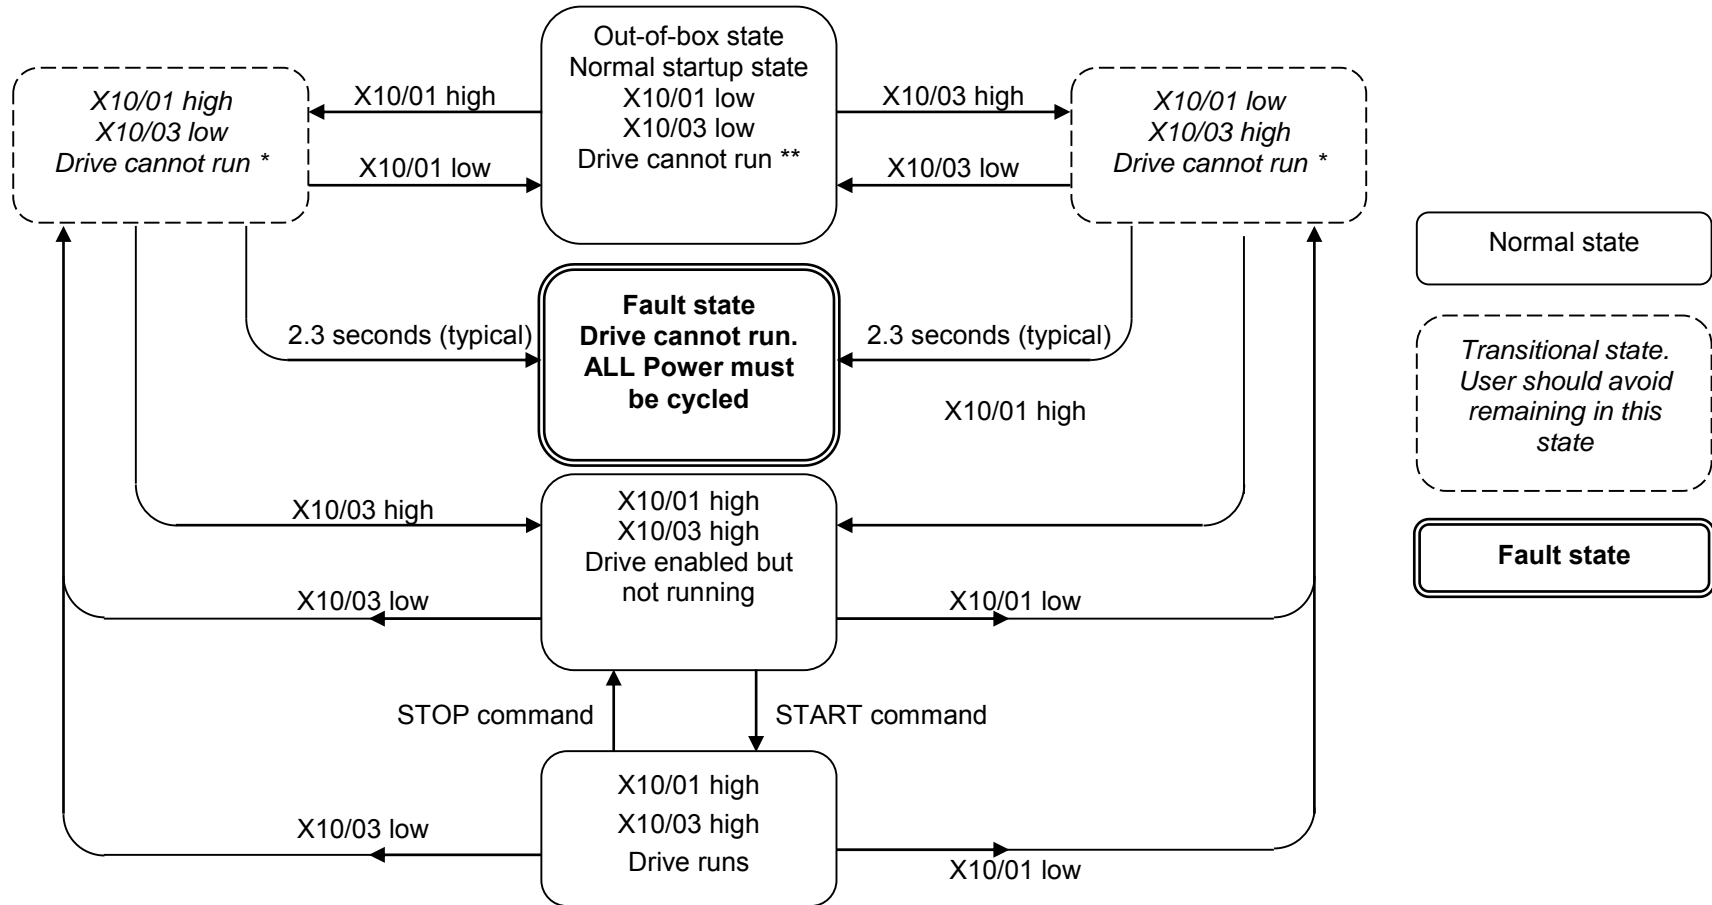 Out-of-box state
Normal startup state
X10/01 low
X10/03 low
Drive cannot run **
X10/01 high
X10/03 low
Drive cannot run *
X10/01 high
X10/01 low
X10/03 high
X10/03 low
X10/01 low
X10/03 high
Drive cannot run *
Normal state
Transitional state.
User should avoid
remaining in this
state
Fault state
Fault state
Drive cannot run.
ALL Power must
be cycled
2.3 seconds (typical)
2.3 seconds (typical)
X10/01 high
X10/03 high
X10/01 high
X10/03 high
Drive enabled but
not running
X10/03 low
X10/01 low
STOP command
START command
X10/01 high
X10/03 high
Drive runs
X10/03 low
X10/01 low